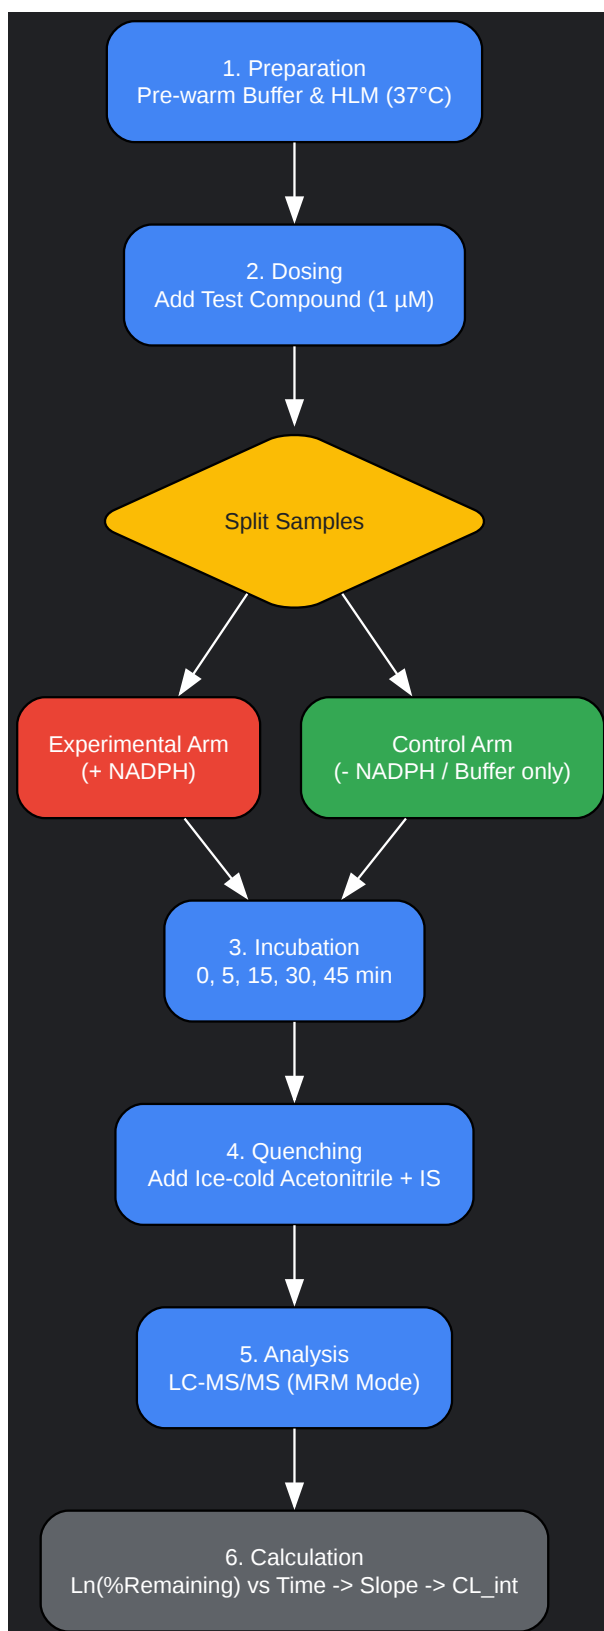 1. Preparation
Pre-warm Buffer & HLM (37°C)
2. Dosing
Add Test Compound (1 µM)
Split Samples
Experimental Arm
(+ NADPH)
Control Arm
(- NADPH / Buffer only)
3. Incubation
0, 5, 15, 30, 45 min
4. Quenching
Add Ice-cold Acetonitrile + IS
5. Analysis
LC-MS/MS (MRM Mode)
6. Calculation
Ln(%Remaining) vs Time -> Slope -> CL_int